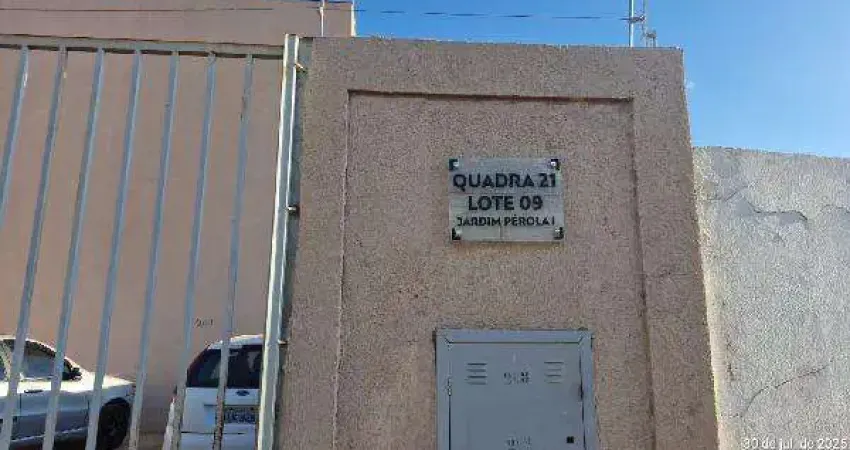 QUADRA 21
LOTE 09
JARDIM PÉROLA I
30 de jul. de 2025